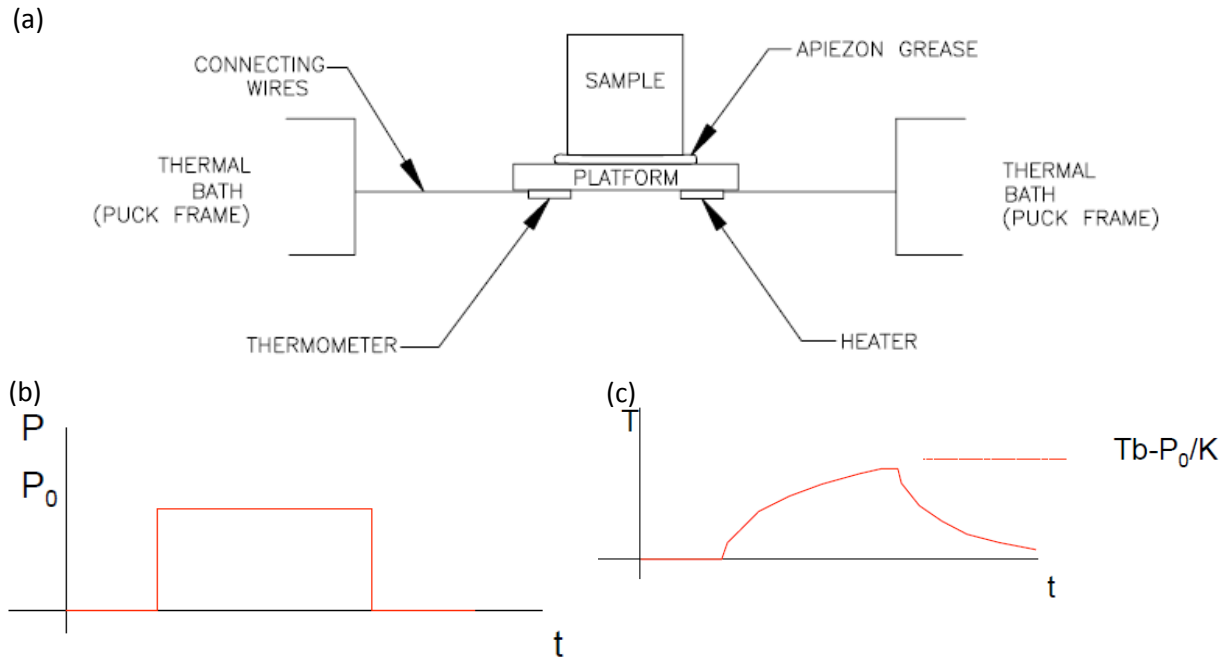 (a)
CONNECTING
WIRES
SAMPLE
APIEZON GREASE
THERMAL
BATH
(PUCK FRAME)
PLATFORM
THERMAL
BATH
(PUCK FRAME)
THERMOMETER
HEATER
(b)
P
P₀
t
(c)
T
Tb-P₀/K
t